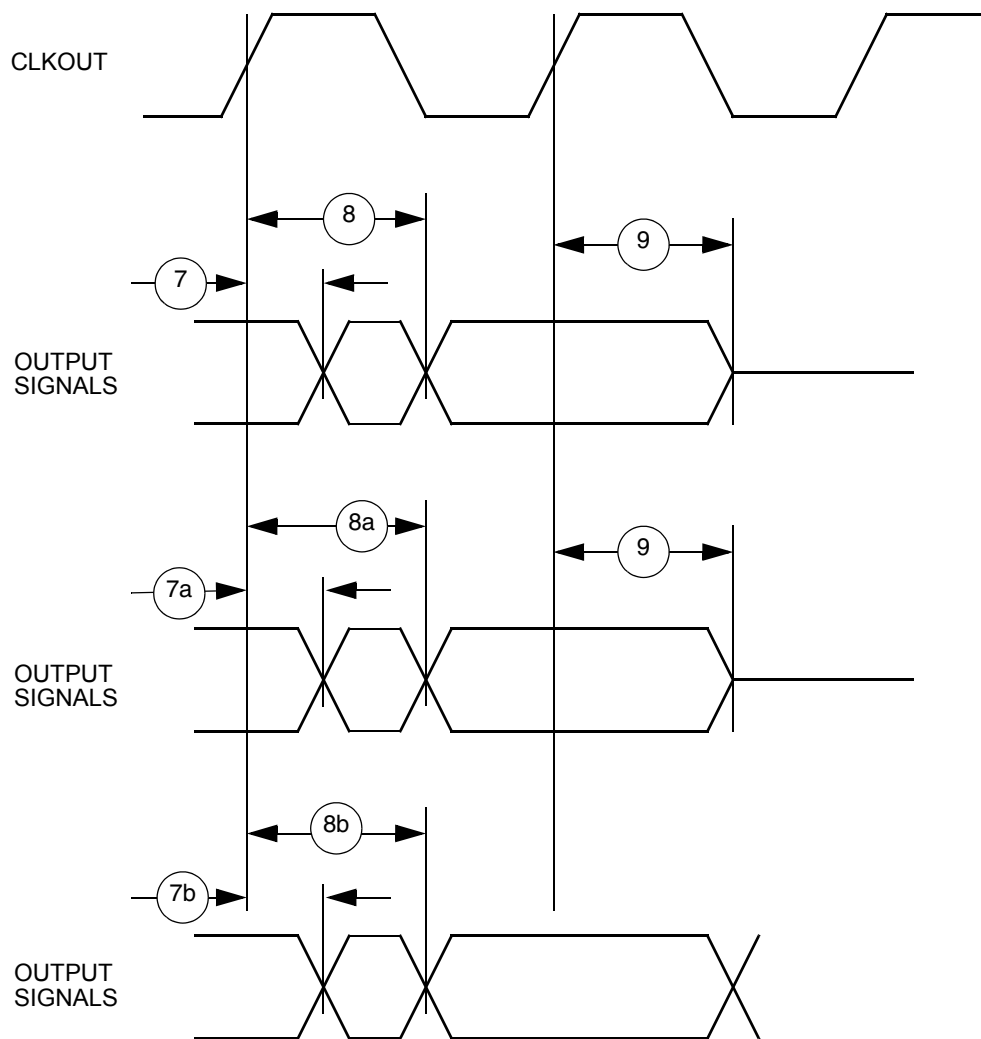 CLKOUT
8
9
7
OUTPUT
SIGNALS
8a
9
7a
OUTPUT
SIGNALS
8b
7b
OUTPUT
SIGNALS